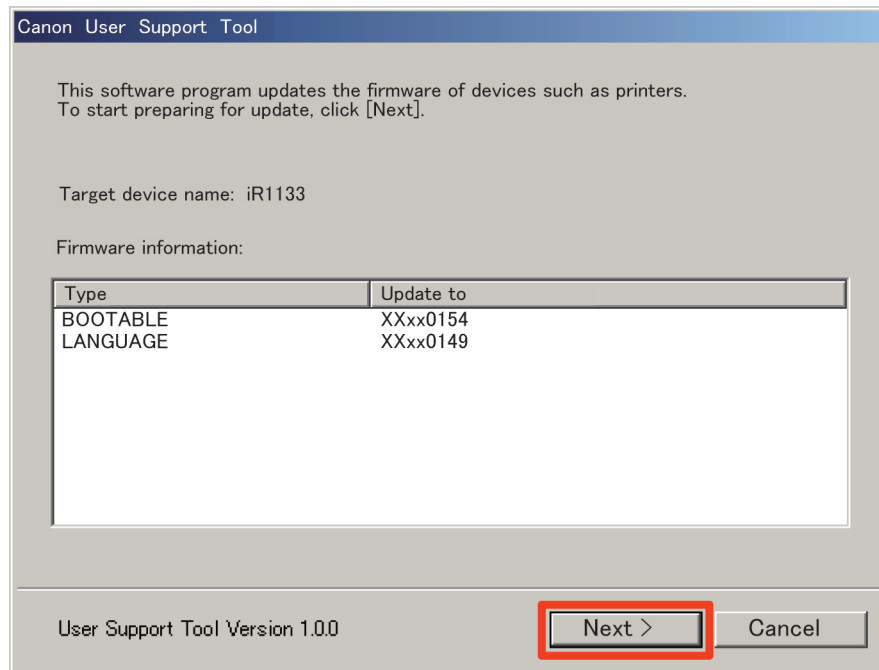 Canon User Support Tool
This software program updates the firmware of devices such as printers.
To start preparing for update, click [Next].
Target device name: iR1133
Firmware information:
Type Update to
BOOTABLE XXxx0154
LANGUAGE XXxx0149
User Support Tool Version 1.0.0 Next > Cancel